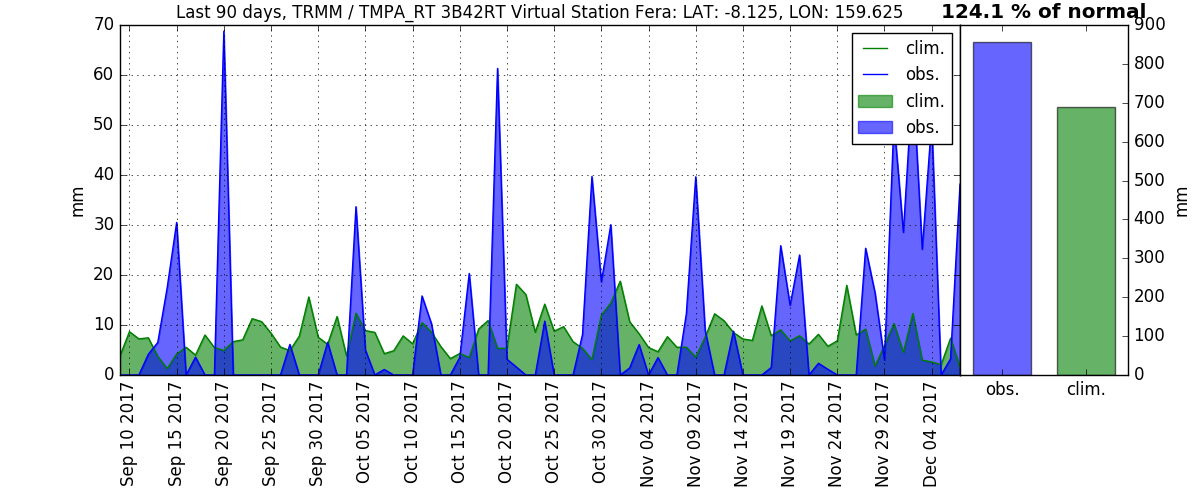 Last 90 days, TRMM / TMPA_RT 3B42RT Virtual Station Fera: LAT: -8.125, LON: 159.625
124.1 % of normal
70
60
50
40
30
20
10
0
mm
clim.
obs.
clim.
obs.
900
800
700
600
500
400
300
200
100
0
mm
Sep 10 2017
Sep 15 2017
Sep 20 2017
Sep 25 2017
Sep 30 2017
Oct 05 2017
Oct 10 2017
Oct 15 2017
Oct 20 2017
Oct 25 2017
Oct 30 2017
Nov 04 2017
Nov 09 2017
Nov 14 2017
Nov 19 2017
Nov 24 2017
Nov 29 2017
Dec 04 2017
obs.
clim.